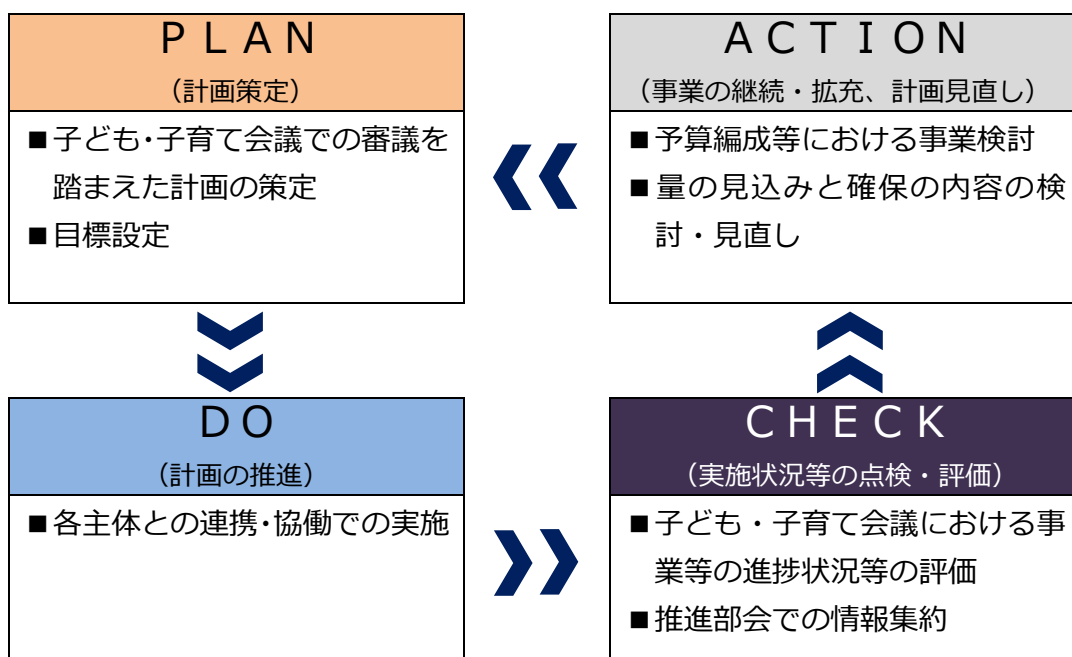 ＰＬＡＮ
（計画策定）
■子ども・子育て会議での審議を
踏まえた計画の策定
■目標設定
ＡＣＴＩＯＮ
（事業の継続・拡充、計画見直し）
■予算編成等における事業検討
■量の見込みと確保の内容の検
討・見直し
ＤＯ
（計画の推進）
■各主体との連携・協働での実施
ＣＨＥＣＫ
（実施状況等の点検・評価）
■子ども・子育て会議における事
業等の進捗状況等の評価
■推進部会での情報集約